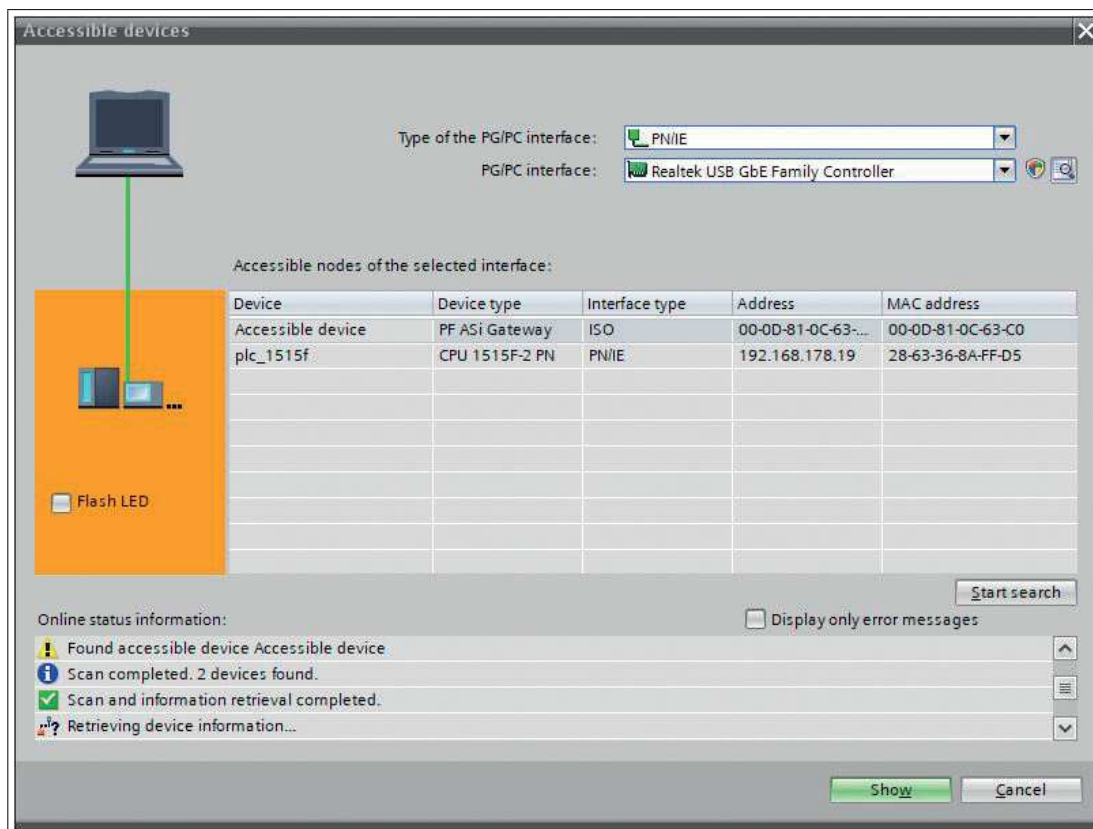 Accessible devices
Type of the PG/PC interface: PN/IE
PG/PC interface: Realtek USB GbE Family Controller
Accessible nodes of the selected interface:
Device Device type Interface type Address MAC address
Accessible device PF ASi Gateway ISO 00-0D-81-0C-63-... 00-0D-81-0C-63-C0
plc_1515f CPU 1515F-2 PN PN/IE 192.168.178.19 28-63-36-8A-FF-D5
Flash LED
Start search
Online status information: Display only error messages
Found accessible device Accessible device
Scan completed. 2 devices found.
Scan and information retrieval completed.
Retrieving device information...
Show Cancel